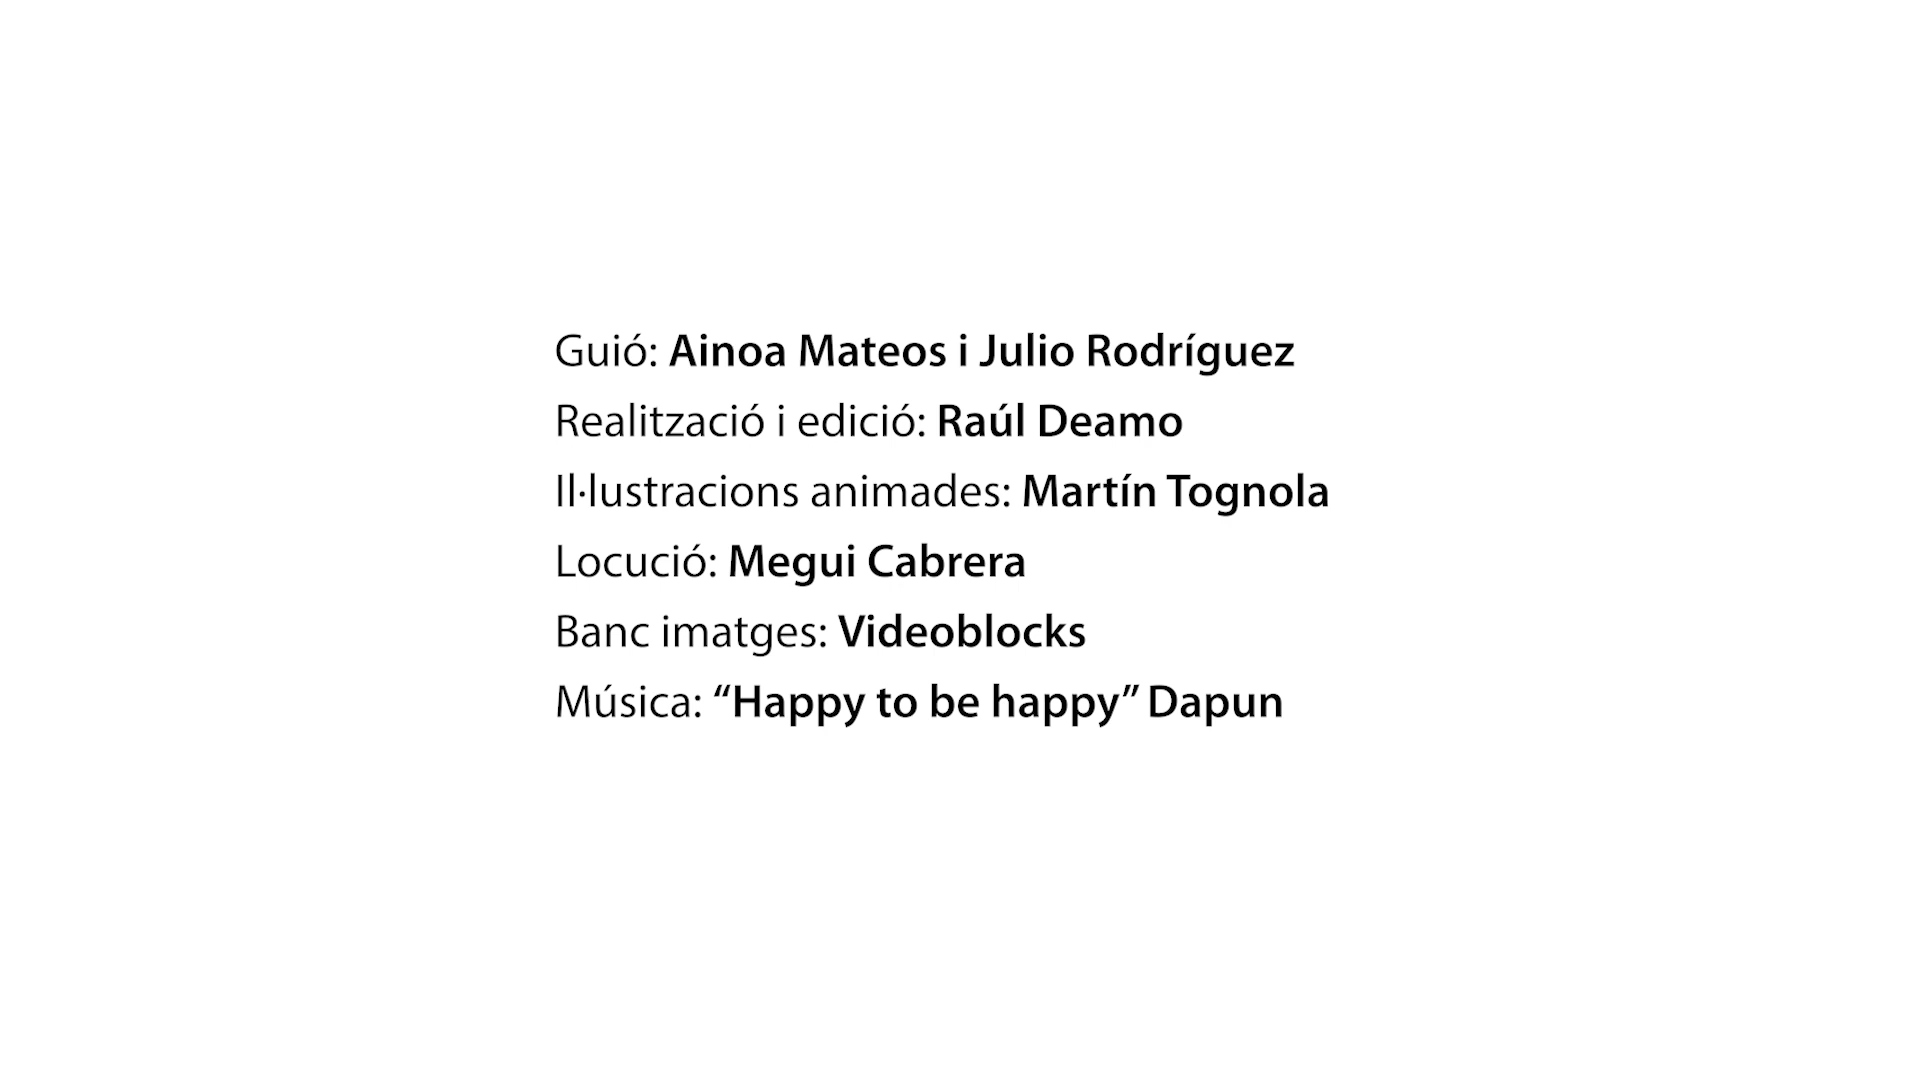 Guió: Ainoa Mateos i Julio Rodríguez
Realització i edició: Raúl Deamo
Il·lustracions animades: Martín Tognola
Locució: Megui Cabrera
Banc imatges: Videoblocks
Música: “Happy to be happy” Dapun